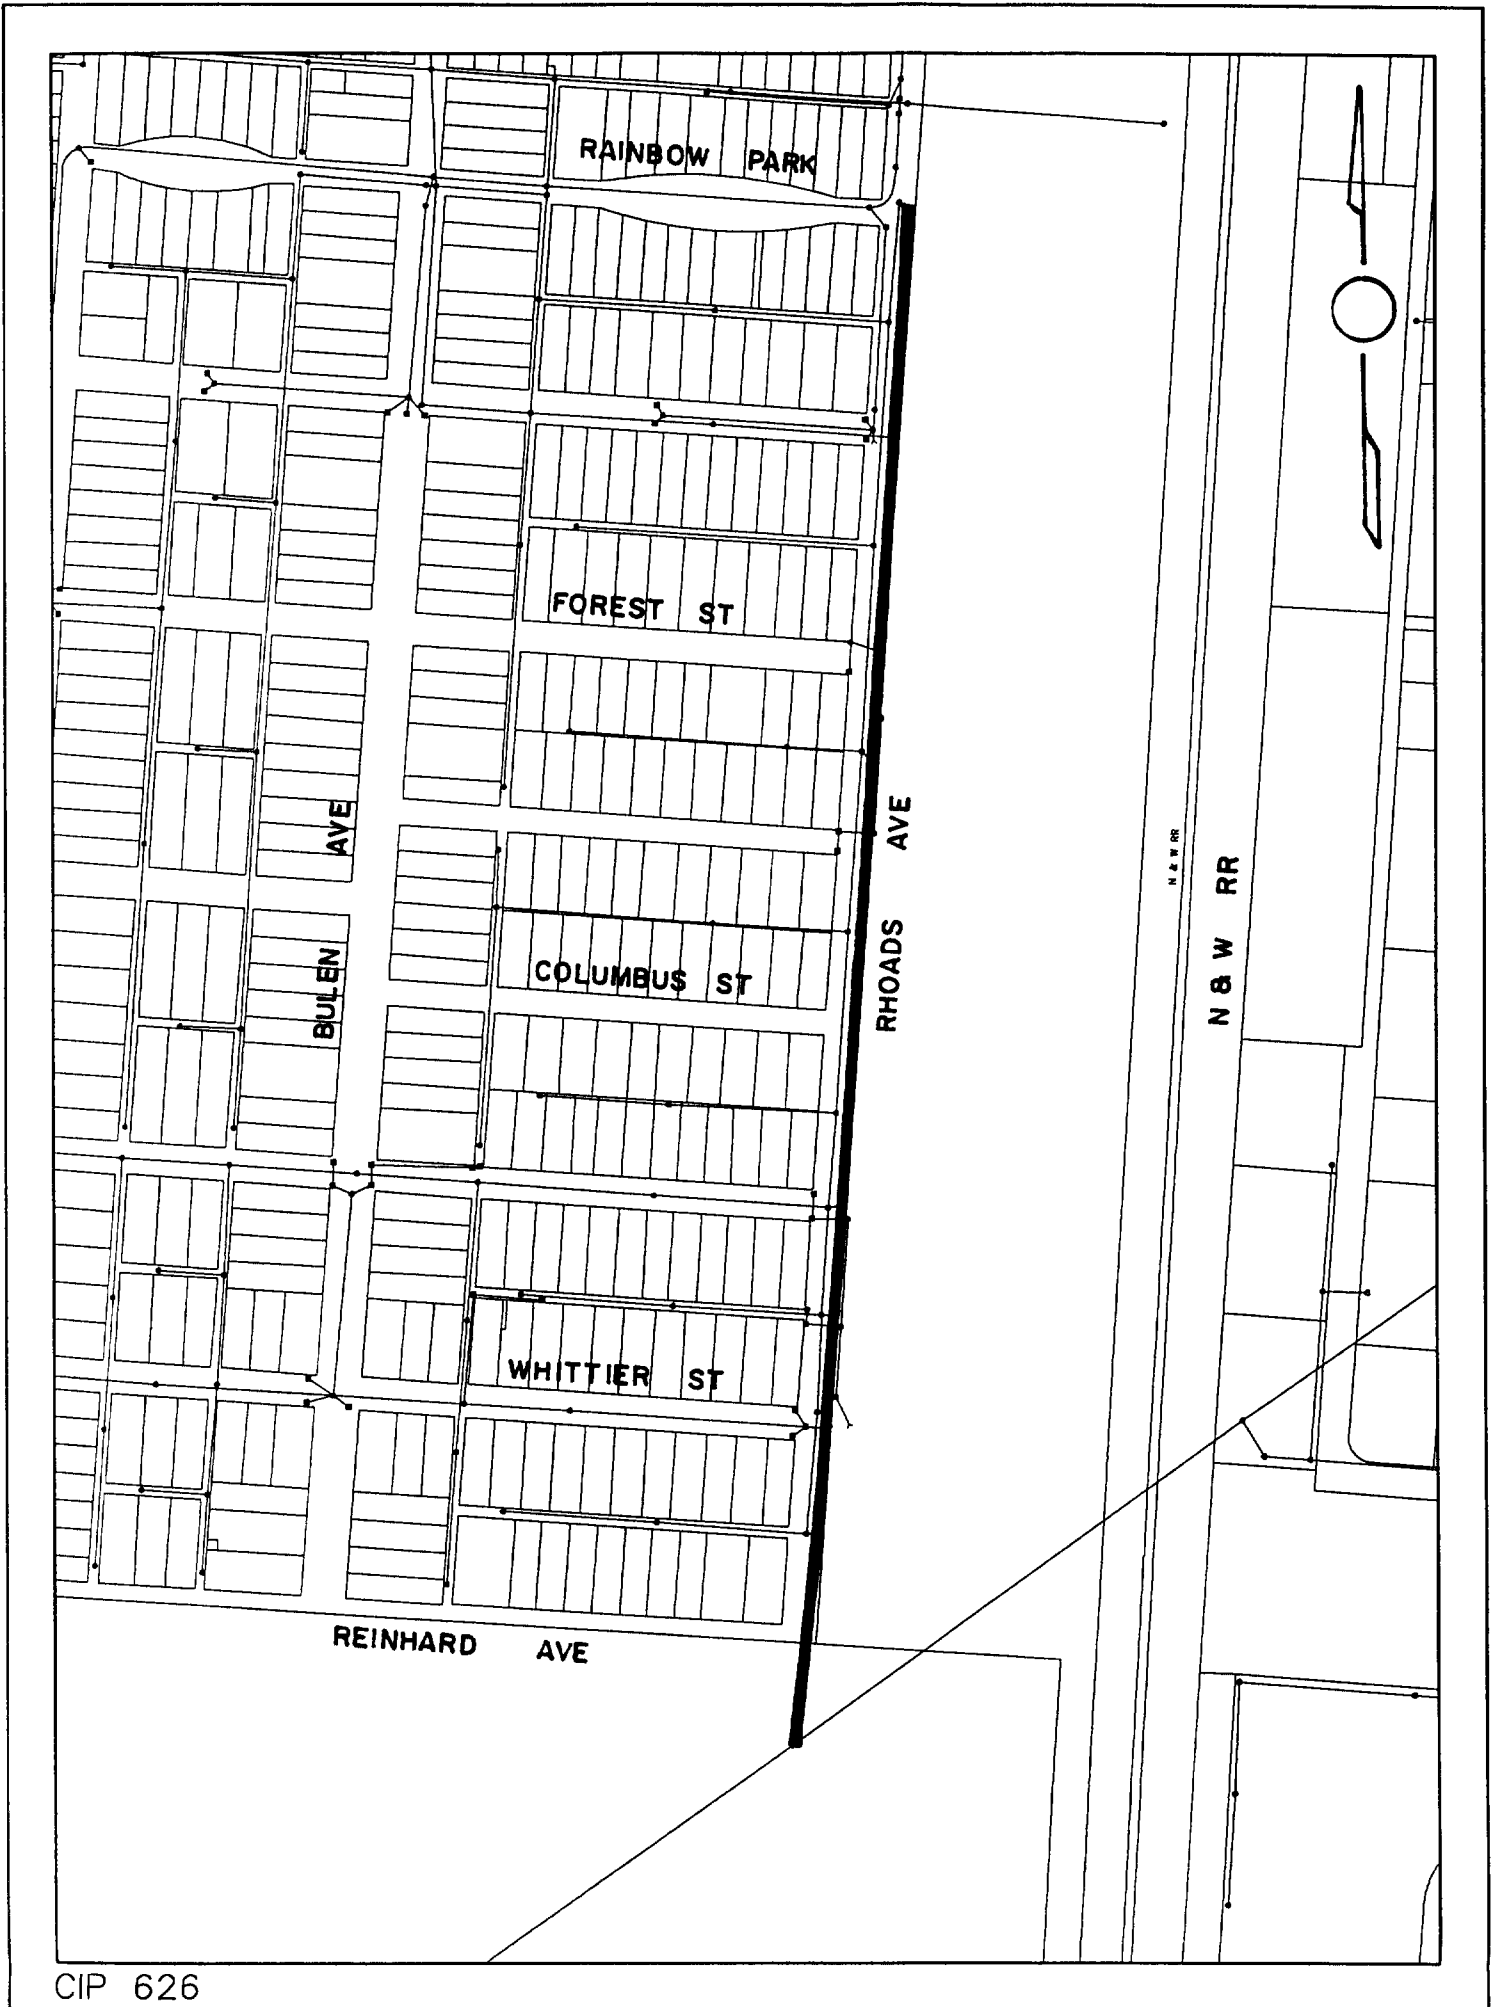 RAINBOW PARK
FOREST ST
BULEN AVE
RHOADS AVE
N & W RR
N & W RR
COLUMBUS ST
WHITTIER ST
REINHARD AVE
CIP 626